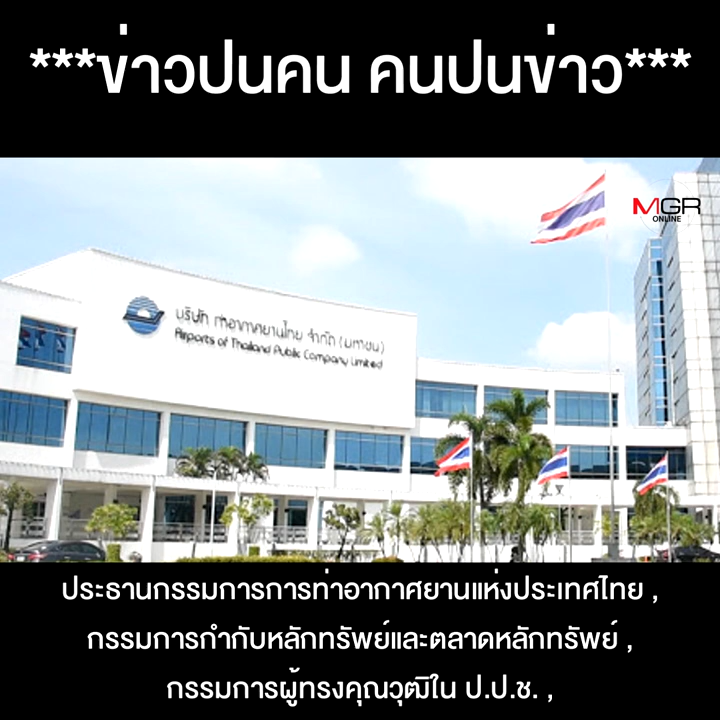 ***ข่าวปนคน คนปนข่าว***
MGR
ONLINE
บริษัท ท่าอากาศยานไทย จำกัด (มหาชน)
Airports of Thailand Public Company Limited
ประธานกรรมการการท่าอากาศยานแห่งประเทศไทย ,
กรรมการกำกับหลักทรัพย์และตลาดหลักทรัพย์ ,
กรรมการผู้ทรงคุณวุฒิใน ป.ป.ช. ,